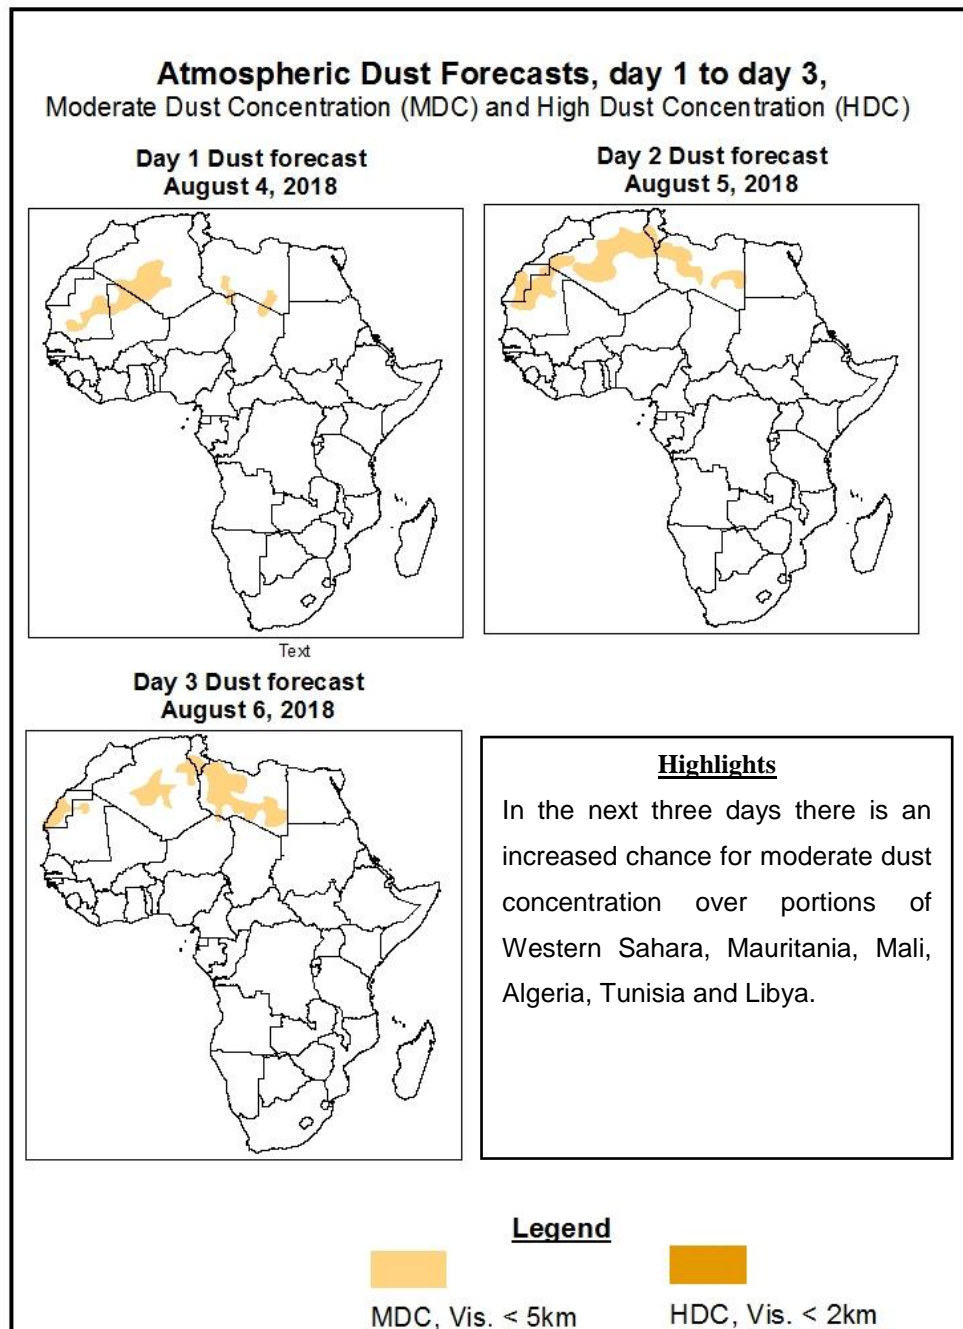 Atmospheric Dust Forecasts, day 1 to day 3,
Moderate Dust Concentration (MDC) and High Dust Concentration (HDC)
Day 1 Dust forecast
August 4, 2018
Day 2 Dust forecast
August 5, 2018
Text
Day 3 Dust forecast
August 6, 2018
Highlights
In the next three days there is an
increased chance for moderate dust
concentration over portions of
Western Sahara, Mauritania, Mali,
Algeria, Tunisia and Libya.
Legend
MDC, Vis. < 5km
HDC, Vis. < 2km